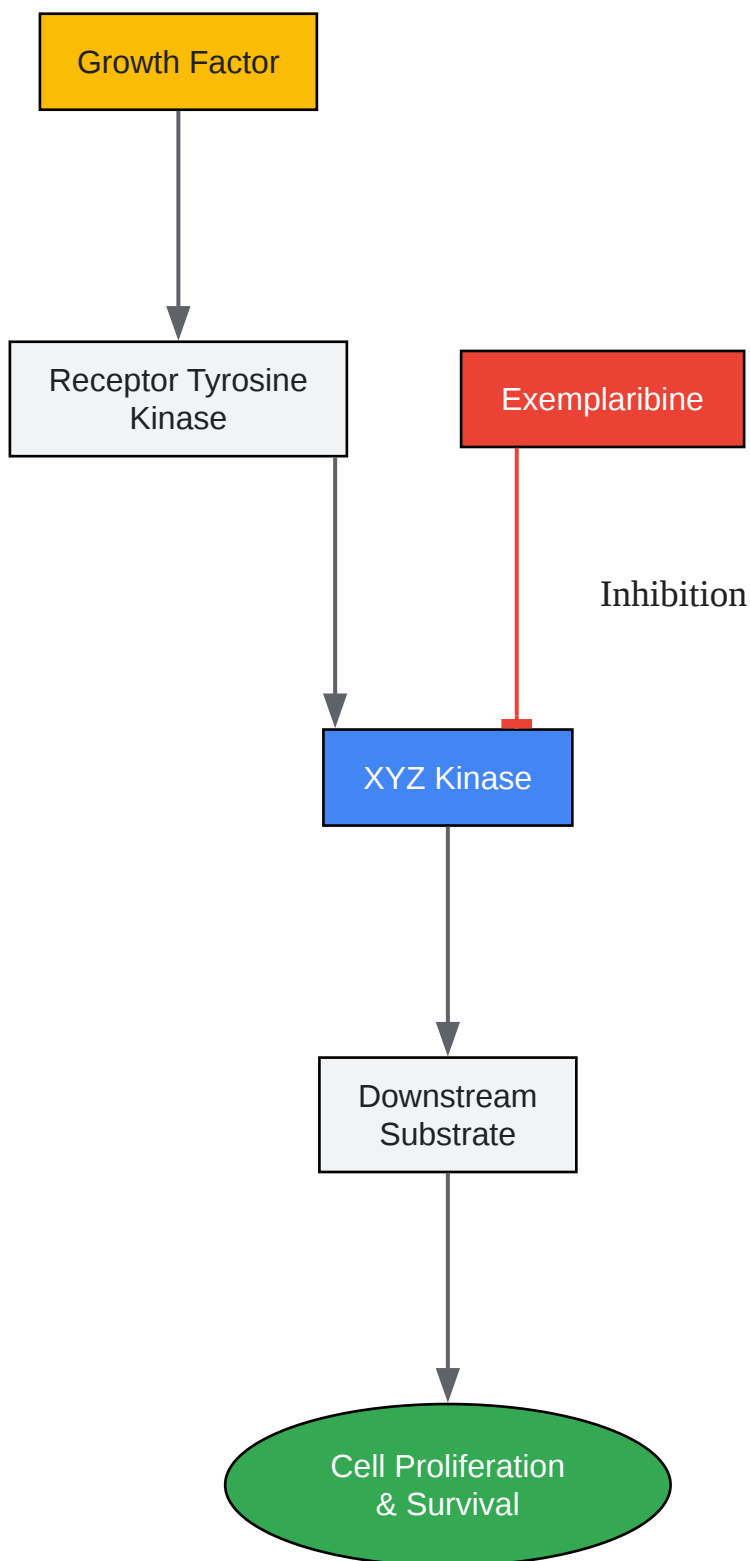 Growth Factor
Receptor Tyrosine
Kinase
Exemplaribine
Inhibition
XYZ Kinase
Downstream
Substrate
Cell Proliferation
& Survival